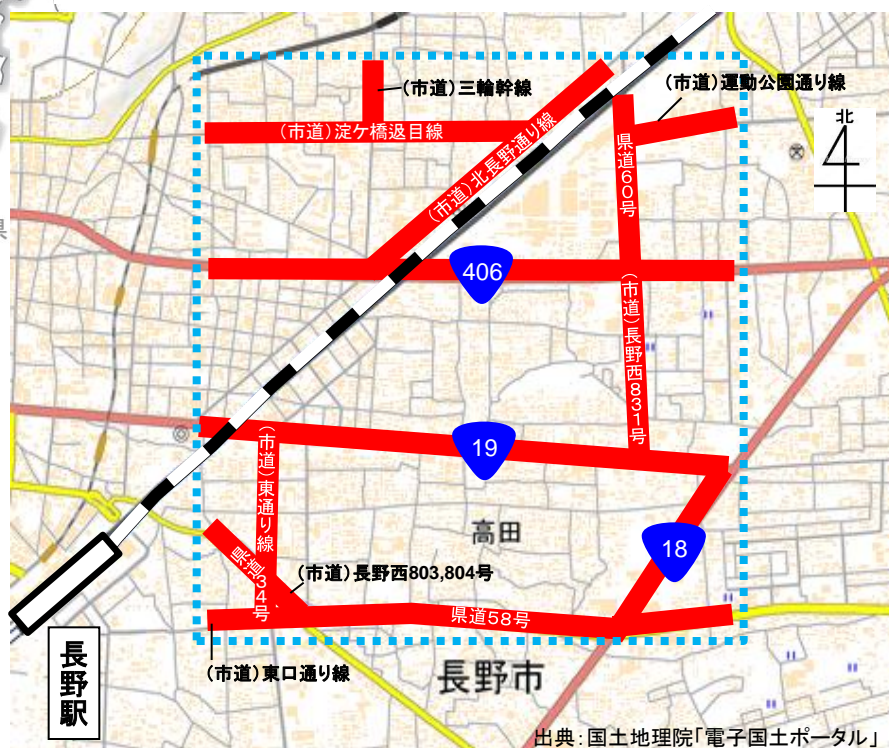 (市道)三輪幹線
(市道)運動公園通り線
北
(市道)淀ケ橋返目線
(市道)北長野通り線
県道60号
県
406
(市道)長野西831号
19
(市道)東通り線
高田
18
県道34号
(市道)長野西803,804号
県道58号
(市道)東口通り線
長野駅
長野市
出典:国土地理院「電子国土ポータル」